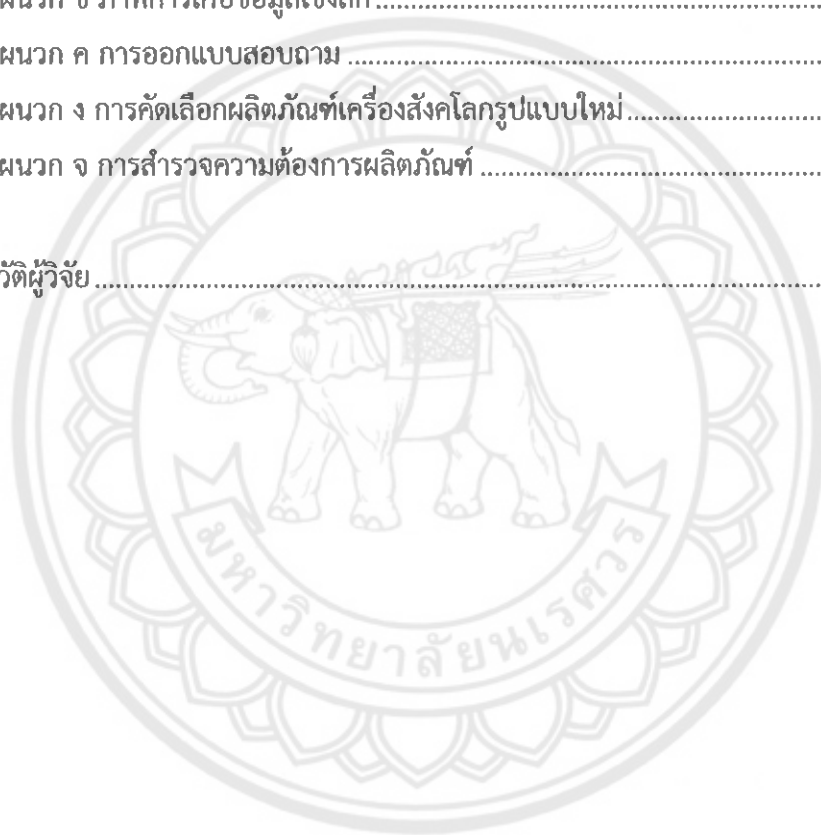 ผนวก ค การออกแบบสอบถาม
ผนวก ง การคัดเลือกผลิตภัณฑ์เครื่องสังคโลกรูปแบบใหม่
ผนวก จ การสำรวจความต้องการผลิตภัณฑ์
วัติผู้วิจัย
มหาวิทยาลัยนเรศวร